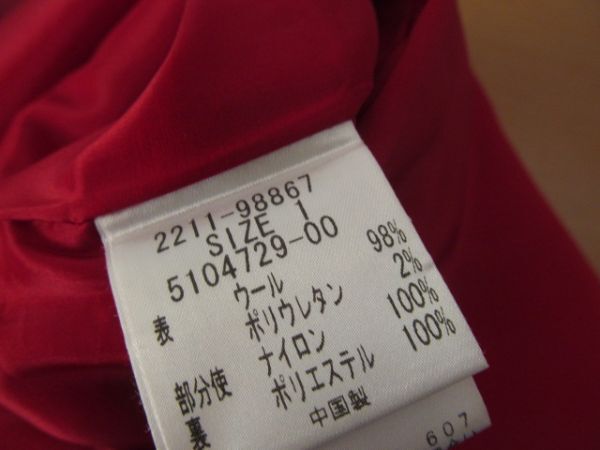 2211-98867
SIZE 1
5104729-00
表 ウール 98%
ポリウレタン 2%
部分使 ナイロン 100%
裏 ポリエステル 100%
中国製
607